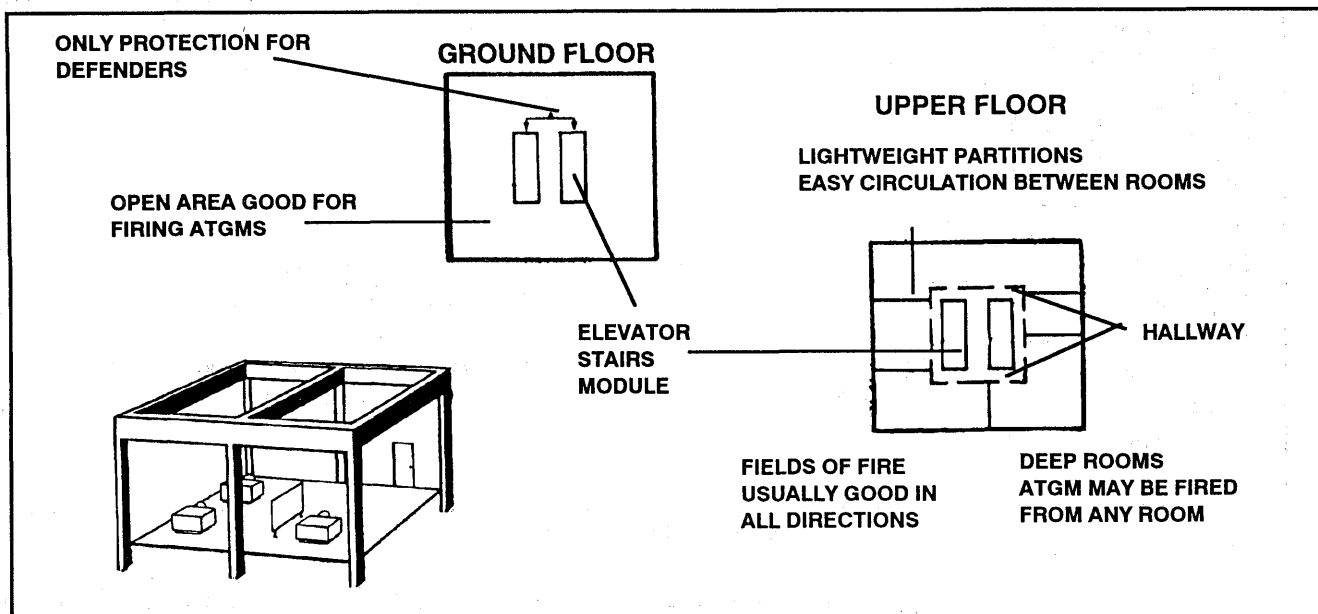 ONLY PROTECTION FOR
DEFENDERS
GROUND FLOOR
OPEN AREA GOOD FOR
FIRING ATGMS
UPPER FLOOR
LIGHTWEIGHT PARTITIONS
EASY CIRCULATION BETWEEN ROOMS
ELEVATOR
STAIRS
MODULE
HALLWAY
FIELDS OF FIRE
USUALLY GOOD IN
ALL DIRECTIONS
DEEP ROOMS
ATGM MAY BE FIRED
FROM ANY ROOM